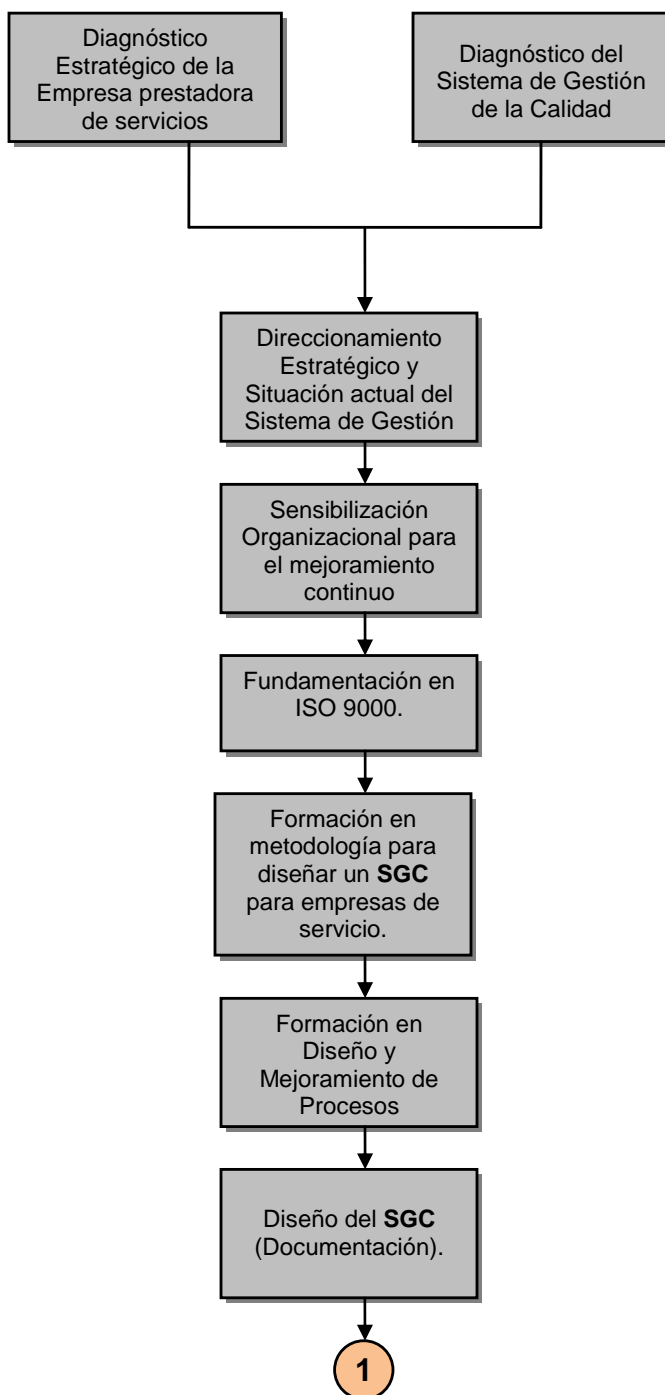 Diagnóstico
Estratégico de la
Empresa prestadora
de servicios
Diagnóstico del
Sistema de Gestión
de la Calidad
Direccionamiento
Estratégico y
Situación actual del
Sistema de Gestión
Sensibilización
Organizacional para
el mejoramiento
continuo
Fundamentación en
ISO 9000.
Formación en
metodología para
diseñar un SGC
para empresas de
servicio.
Formación en
Diseño y
Mejoramiento de
Procesos
Diseño del SGC
(Documentación).
1